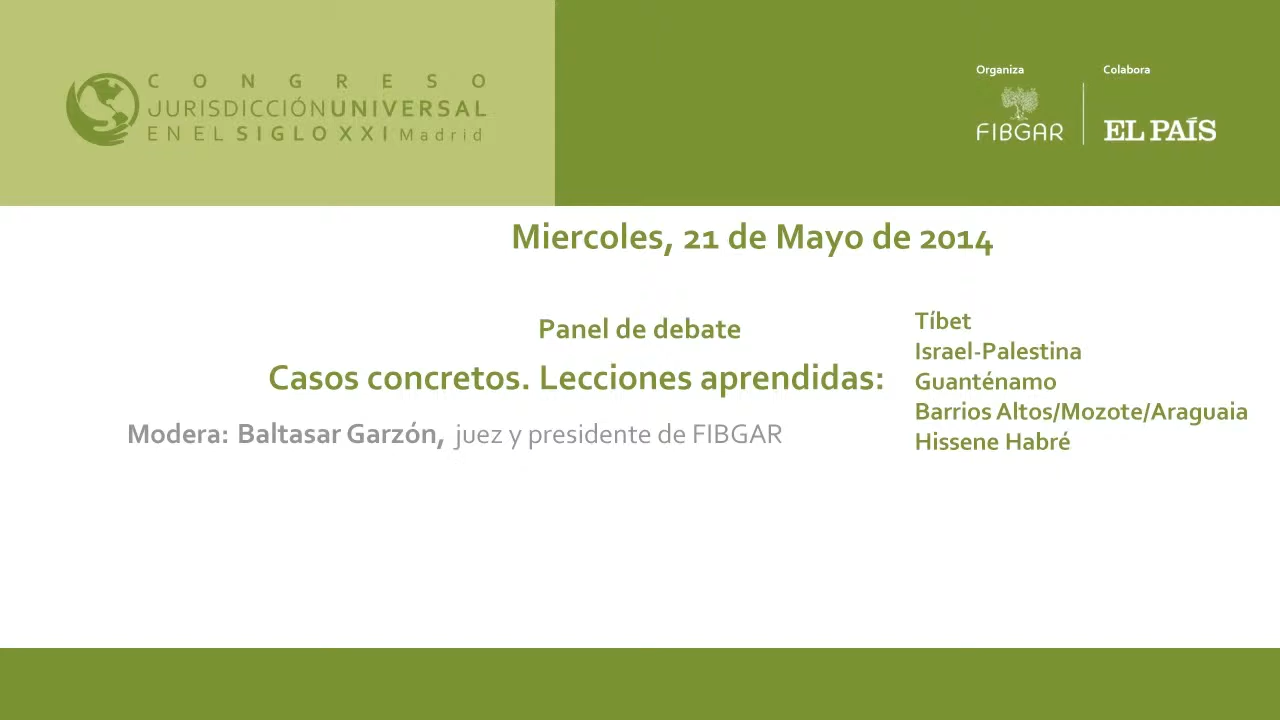 CONGRESO
JURISDICCIÓN UNIVERSAL
EN EL SIGLO XXI Madrid
Organiza
FIBGAR
Colabora
EL PAÍS
Miercoles, 21 de Mayo de 2014
Panel de debate
Casos concretos. Lecciones aprendidas:
Modera: Baltasar Garzón, juez y presidente de FIBGAR
Tíbet
Israel-Palestina
Guanténamo
Barrios Altos/Mozote/Araguaia
Hissene Habré